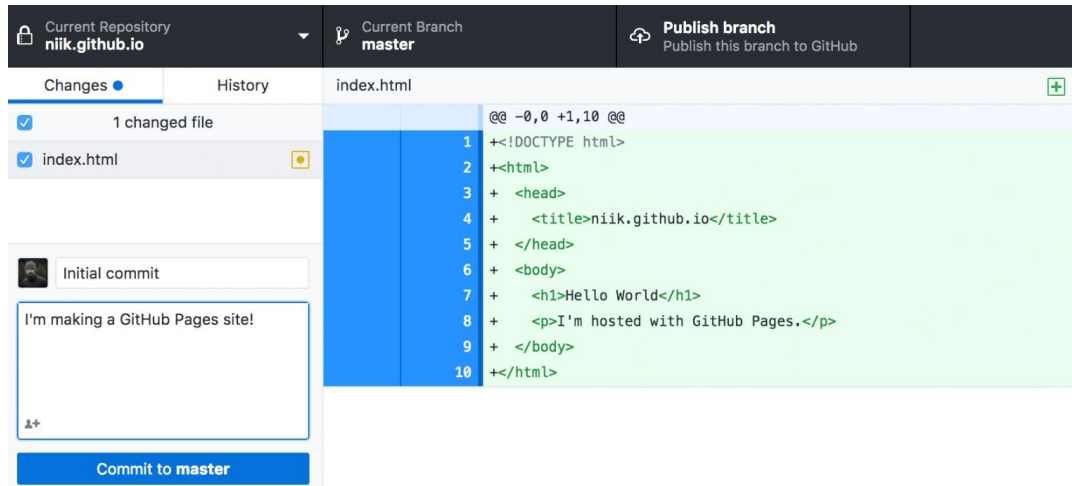 Current Repository
niik.github.io
Current Branch
master
Publish branch
Publish this branch to GitHub
Changes
History
1 changed file
index.html
Initial commit
I'm making a GitHub Pages site!
Commit to master
index.html
@@ -0,0 +1,10 @@
1 +<!DOCTYPE html>
2 +<html>
3 +  <head>
4 +    <title>niik.github.io</title>
5 +  </head>
6 +  <body>
7 +    <h1>Hello World</h1>
8 +    <p>I'm hosted with GitHub Pages.</p>
9 +  </body>
10 +</html>